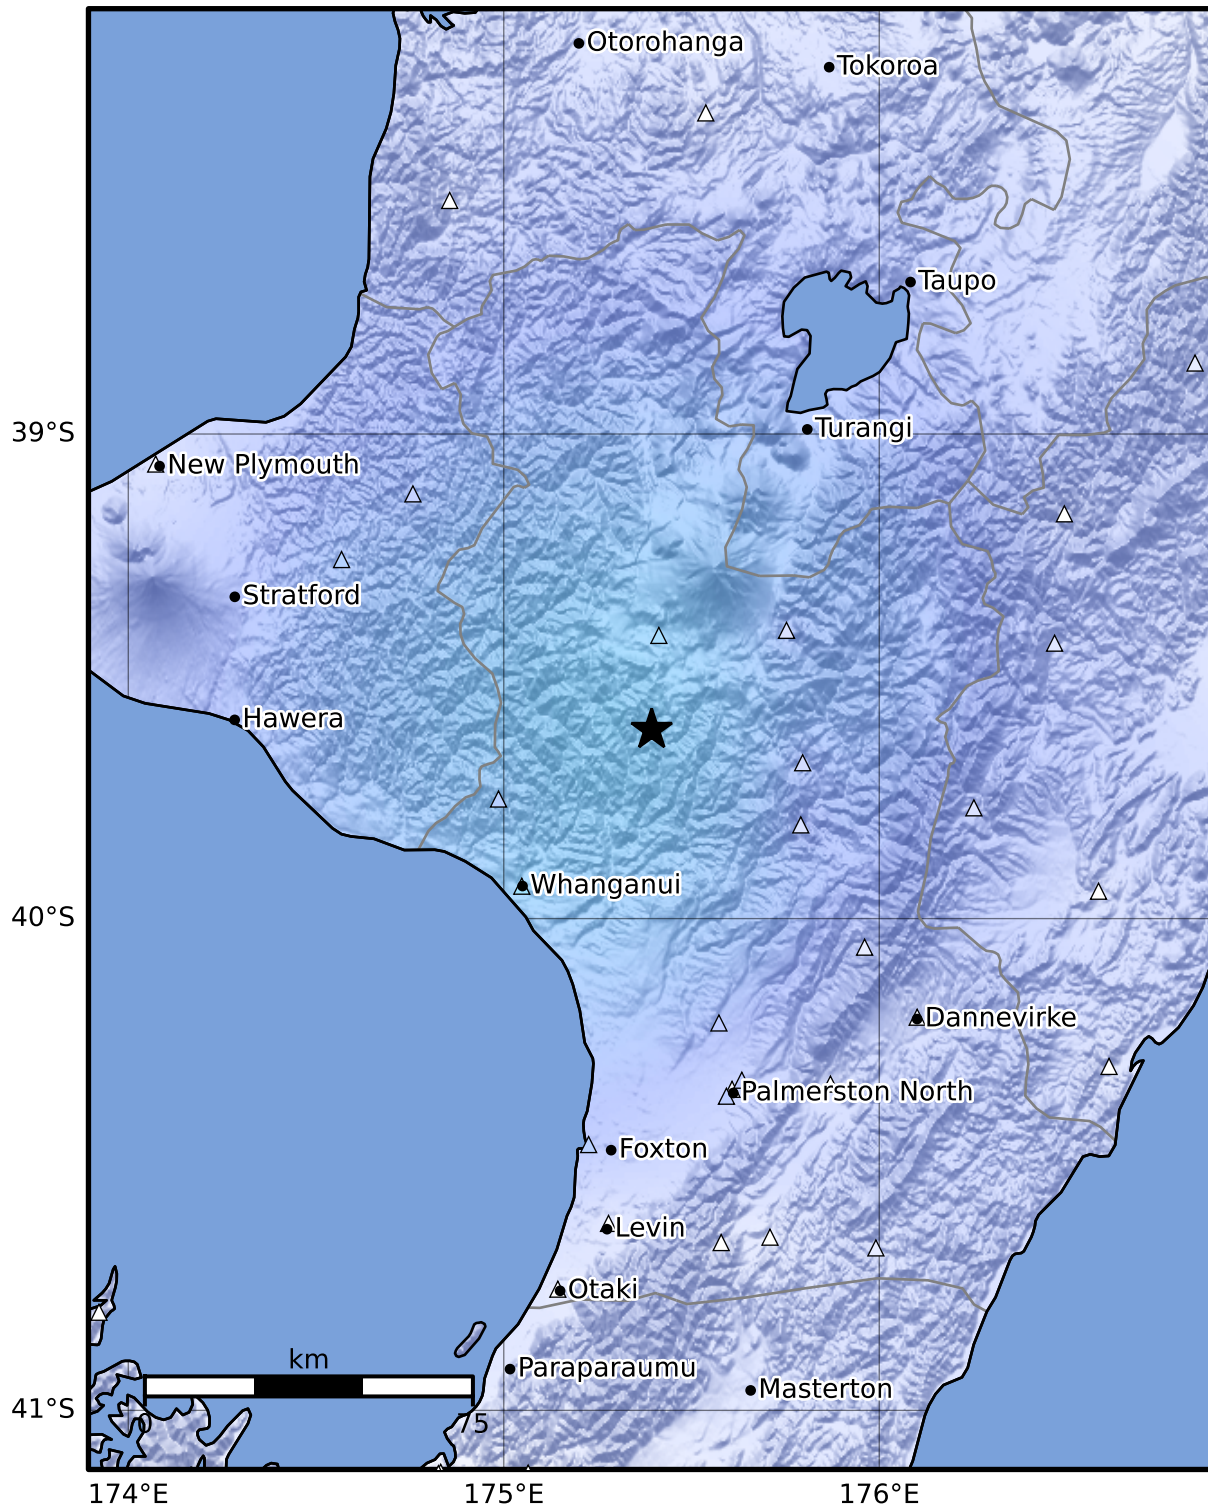 Otorohanga
Tokoroa
Taupo
Turangi
39°S
New Plymouth
Stratford
Hawera
Whanganui
40°S
Dannevirke
Palmerston North
Foxton
Levin
Otaki
km
Paraparaumu
Masterton
41°S
0 75
174°E 175°E 176°E